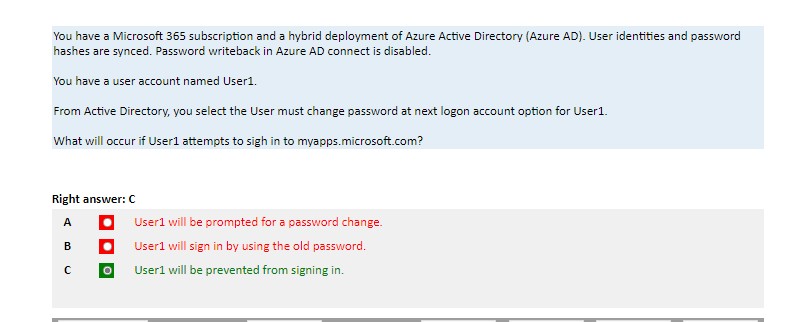 You have a Microsoft 365 subscription and a hybrid deployment of Azure Active Directory (Azure AD). User identities and password
hashes are synced. Password writeback in Azure AD connect is disabled.
You have a user account named User1.
From Active Directory, you select the User must change password at next logon account option for User1.
What will occur if User1 attempts to sigh in to myapps.microsoft.com?
Right answer: C
A User1 will be prompted for a password change.
B User1 will sign in by using the old password.
C User1 will be prevented from signing in.